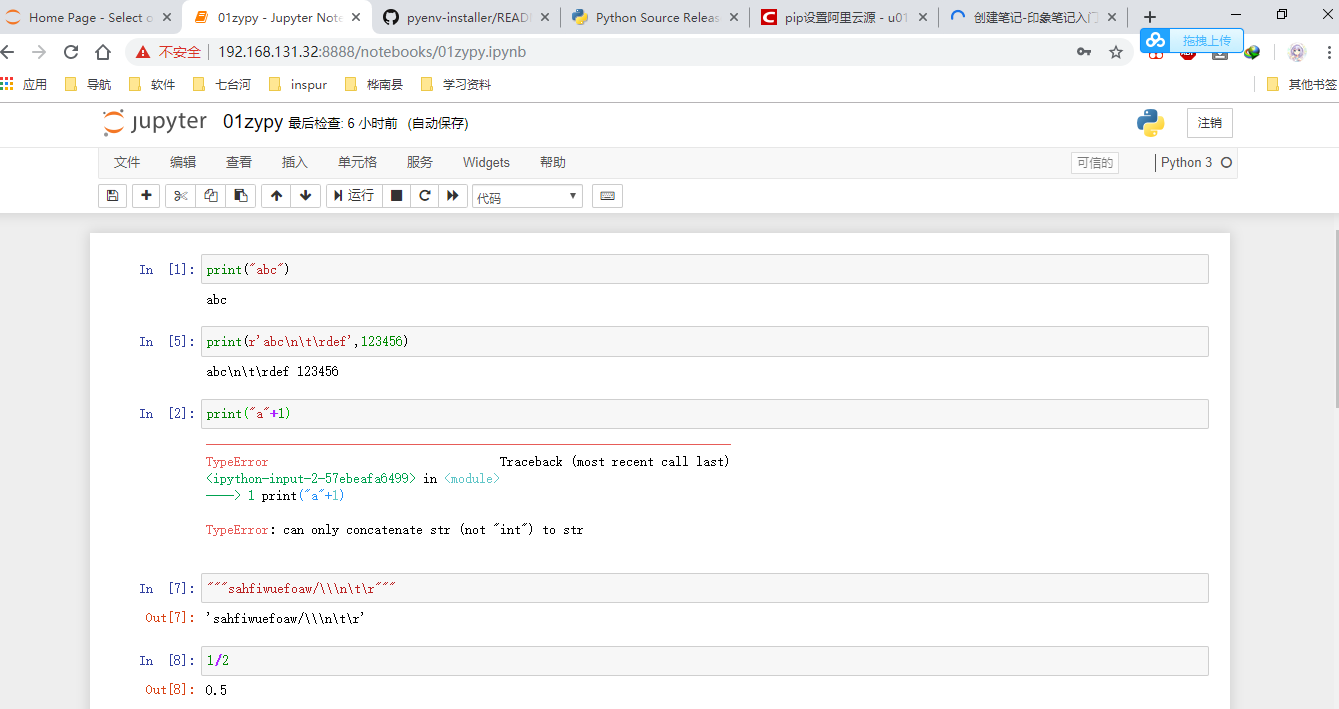 Home Page - Select o
01zypy - Jupyter Note
pyenv-installer/READI
Python Source Releas
pip设置阿里云源 - u01
创建笔记-印象笔记入门
拖拽上传
不安全 192.168.131.32:8888/notebooks/01zypy.ipynb
应用 导航 软件 七台河 inspur 桦南县 学习资料 其他书签
jupyter 01zypy 最后检查: 6 小时前 (自动保存) 注销
文件 编辑 查看 插入 单元格 服务 Widgets 帮助 可信的 Python 3
运行 代码
In [1]: print("abc")
abc
In [5]: print(r'abc\n\t\rdef',123456)
abc\n\t\rdef 123456
In [2]: print("a"+1)
TypeError Traceback (most recent call last)
<ipython-input-2-57ebeafa6499> in <module>
----> 1 print("a"+1)
TypeError: can only concatenate str (not "int") to str
In [7]: """sahfiwuefoaw/\\\n\t\r"""
Out[7]: 'sahfiwuefoaw/\\\n\t\r'
In [8]: 1/2
Out[8]: 0.5